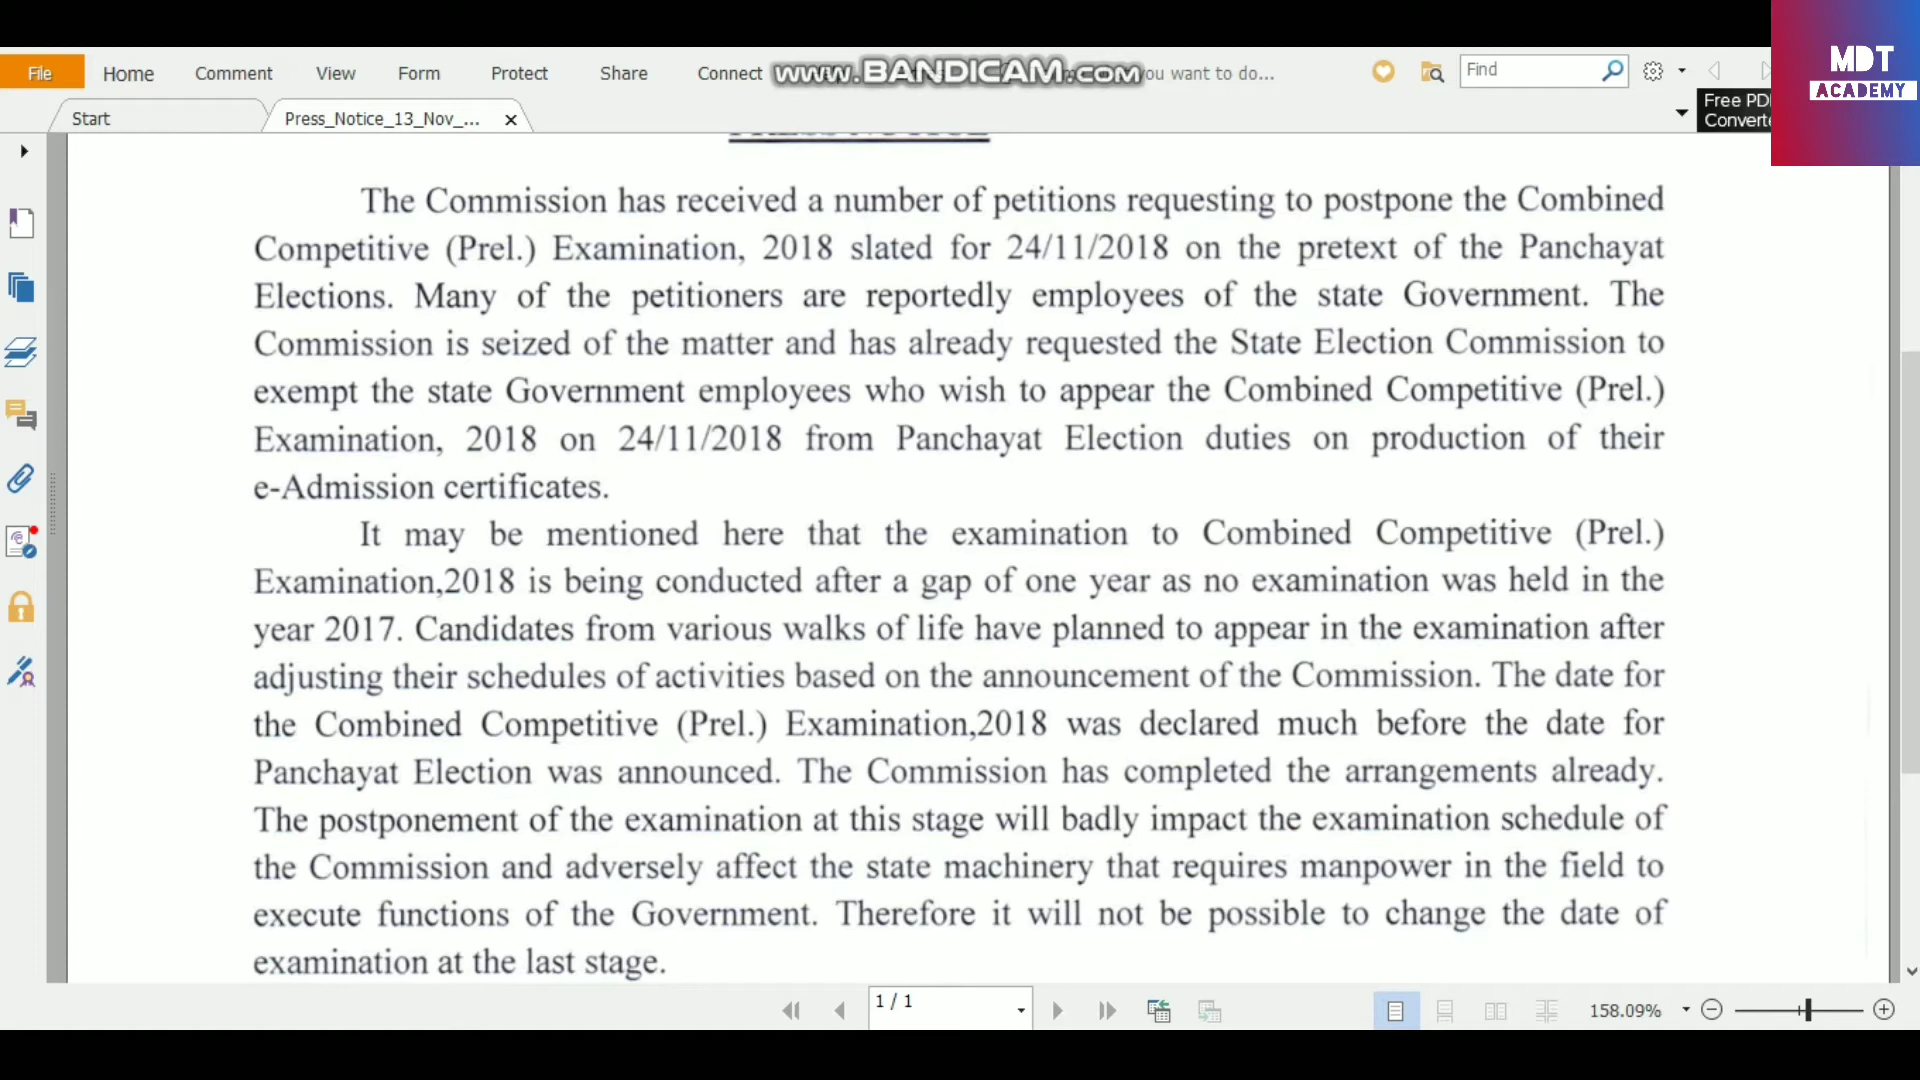 MDT
ACADEMY
File Home Comment View Form Protect Share Connect www.BANDICAM.com you want to do... Find
Start Press_Notice_13_Nov_...
Free PD
Converte
PRESS NOTICE
The Commission has received a number of petitions requesting to postpone the Combined
Competitive (Prel.) Examination, 2018 slated for 24/11/2018 on the pretext of the Panchayat
Elections. Many of the petitioners are reportedly employees of the state Government. The
Commission is seized of the matter and has already requested the State Election Commission to
exempt the state Government employees who wish to appear the Combined Competitive (Prel.)
Examination, 2018 on 24/11/2018 from Panchayat Election duties on production of their
e-Admission certificates.
It may be mentioned here that the examination to Combined Competitive (Prel.)
Examination,2018 is being conducted after a gap of one year as no examination was held in the
year 2017. Candidates from various walks of life have planned to appear in the examination after
adjusting their schedules of activities based on the announcement of the Commission. The date for
the Combined Competitive (Prel.) Examination,2018 was declared much before the date for
Panchayat Election was announced. The Commission has completed the arrangements already.
The postponement of the examination at this stage will badly impact the examination schedule of
the Commission and adversely affect the state machinery that requires manpower in the field to
execute functions of the Government. Therefore it will not be possible to change the date of
examination at the last stage.
1 / 1 158.09%